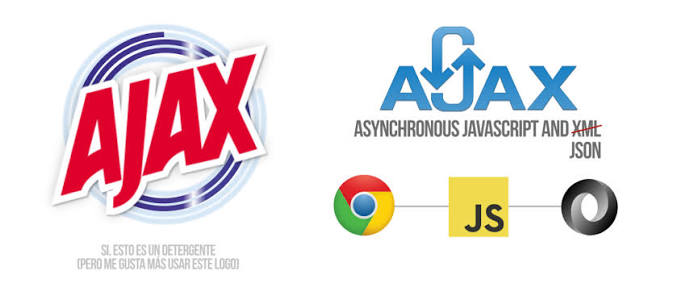 AJAX
SI, ESTO ES UN DETERGENTE
(PERO ME GUSTA MÁS USAR ESTE LOGO)
AJAX
ASYNCHRONOUS JAVASCRIPT AND XML
JSON
JS